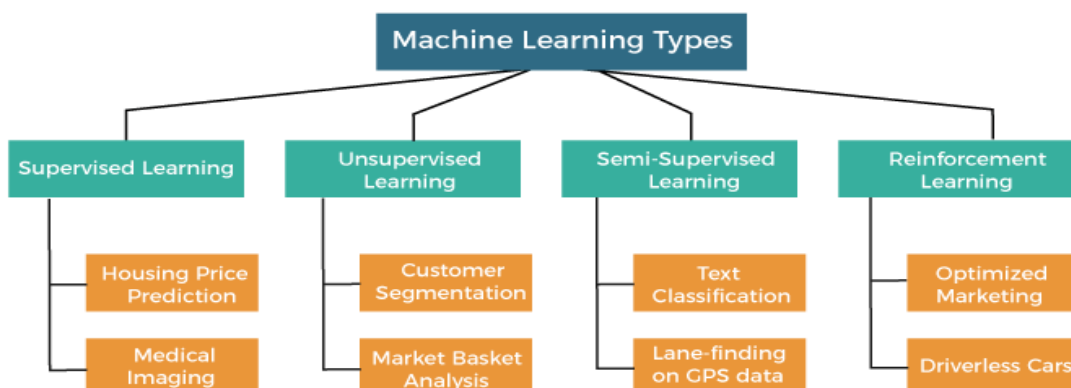 Machine Learning Types
Supervised Learning
Unsupervised
Learning
Semi-Supervised
Learning
Reinforcement
Learning
Housing Price
Prediction
Medical
Imaging
Customer
Segmentation
Market Basket
Analysis
Text
Classification
Lane-finding
on GPS data
Optimized
Marketing
Driverless Cars